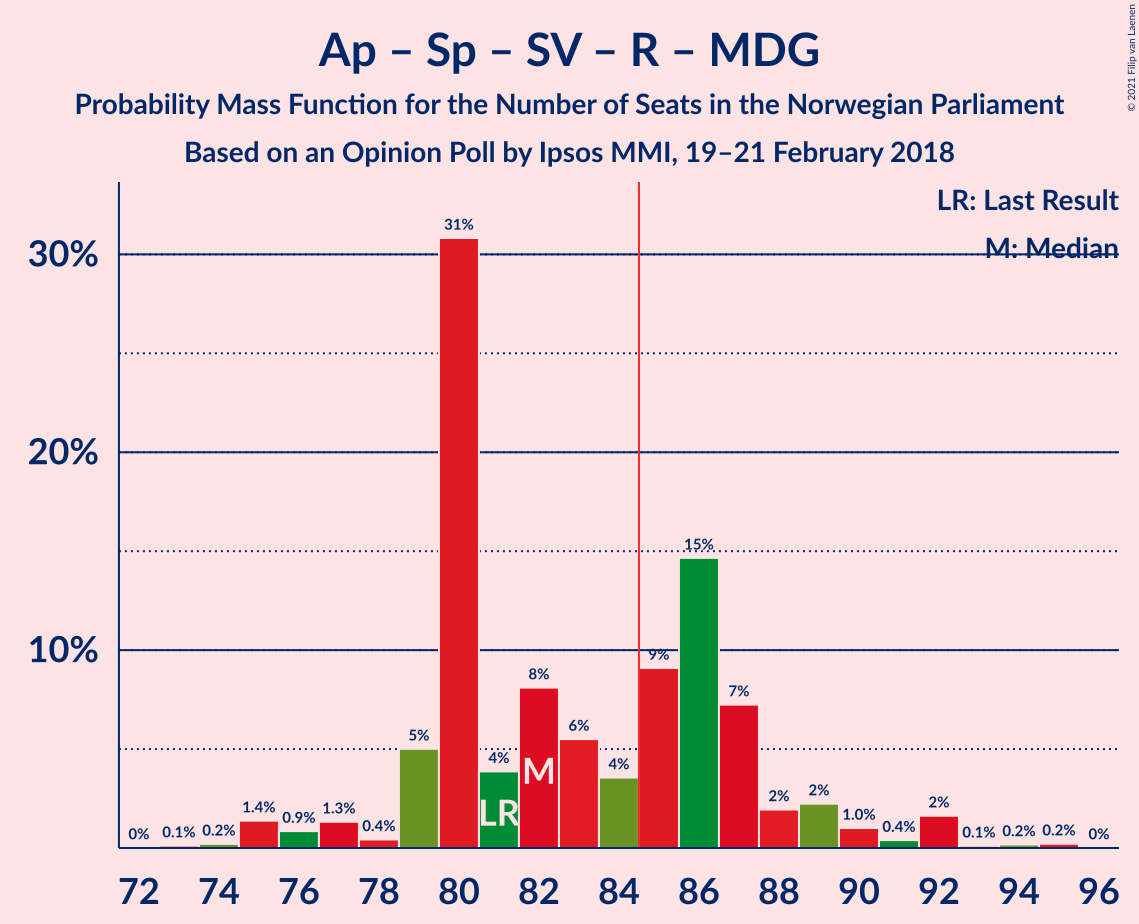 Ap – Sp – SV – R – MDG
Probability Mass Function for the Number of Seats in the Norwegian Parliament
Based on an Opinion Poll by Ipsos MMI, 19–21 February 2018
© 2021 Filip van Laenen
LR: Last Result
M: Median
30%
20%
10%
0% 0.1% 0.2% 1.4% 0.9% 1.3% 0.4% 5% 31% 4% 8% 6% 4% 9% 15% 7% 2% 2% 1.0% 0.4% 2% 0.1% 0.2% 0.2% 0%
M
LR
72 74 76 78 80 82 84 86 88 90 92 94 96